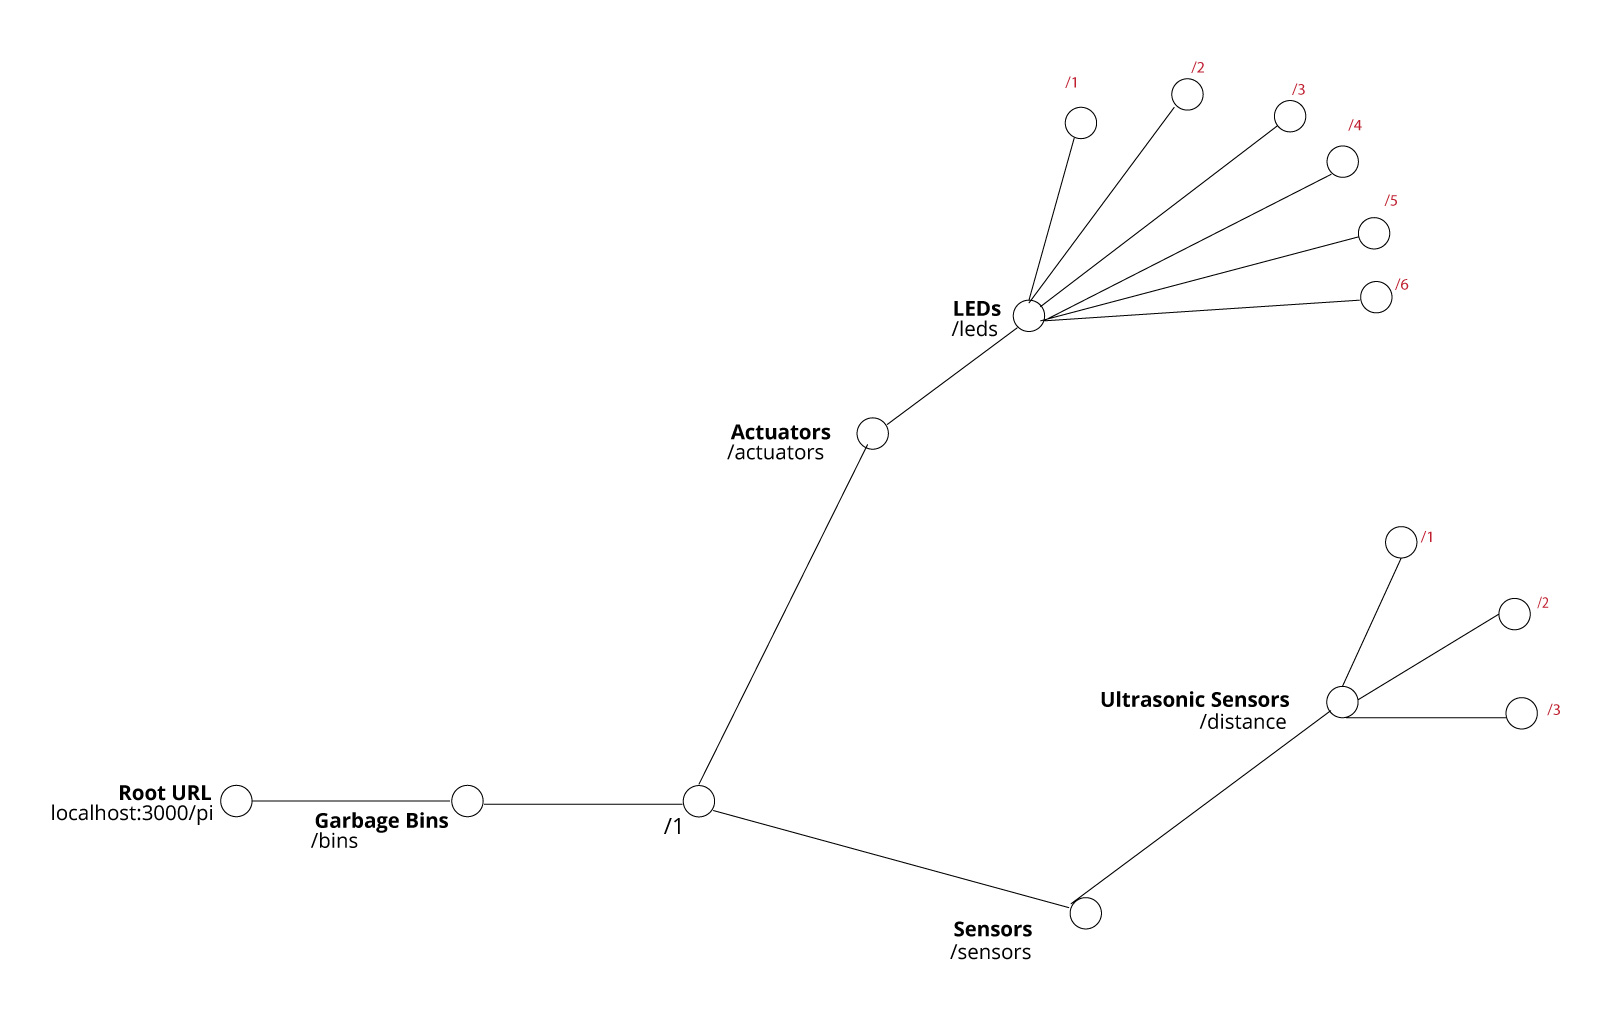 /1
/2
/3
/4
/5
/6
LEDs
/leds
Actuators
/actuators
/1
/2
/3
Ultrasonic Sensors
/distance
Root URL
localhost:3000/pi
Garbage Bins
/bins
/1
Sensors
/sensors